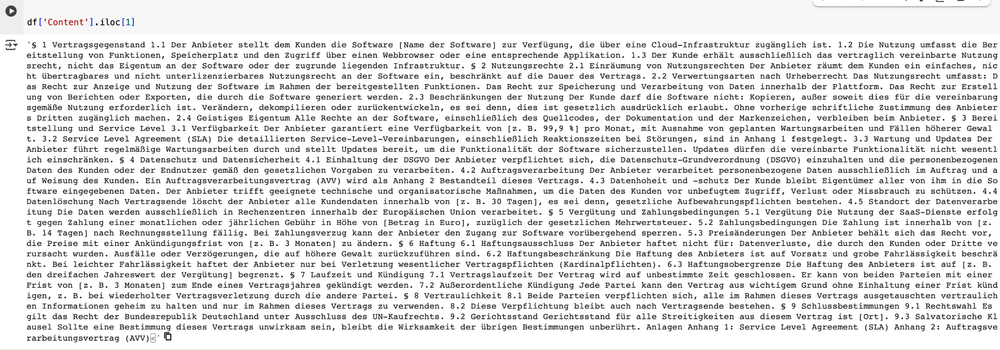 df['Content'].iloc[1]
'§ 1 Vertragsgegenstand 1.1 Der Anbieter stellt dem Kunden die Software [Name der Software] zur Verfügung, die über eine Cloud-Infrastruktur zugänglich ist. 1.2 Die Nutzung umfasst die Ber
eitstellung von Funktionen, Speicherplatz und den Zugriff über einen Webbrowser oder eine entsprechende Applikation. 1.3 Der Kunde erhält ausschließlich das vertraglich vereinbarte Nutzung
srecht, nicht das Eigentum an der Software oder der zugrunde liegenden Infrastruktur. § 2 Nutzungsrechte 2.1 Einräumung von Nutzungsrechten Der Anbieter räumt dem Kunden ein einfaches, nic
ht übertragbares und nicht unterlizenzierbares Nutzungsrecht an der Software ein, beschränkt auf die Dauer des Vertrags. 2.2 Verwertungsarten nach Urheberrecht Das Nutzungsrecht umfasst: D
as Recht zur Anzeige und Nutzung der Software im Rahmen der bereitgestellten Funktionen. Das Recht zur Speicherung und Verarbeitung von Daten innerhalb der Plattform. Das Recht zur Erstell
ung von Berichten oder Exporten, die durch die Software generiert werden. 2.3 Beschränkungen der Nutzung Der Kunde darf die Software nicht: Kopieren, außer soweit dies für die vereinbarung
sgemäße Nutzung erforderlich ist. Verändern, dekompilieren oder zurückentwickeln, es sei denn, dies ist gesetzlich ausdrücklich erlaubt. Ohne vorherige schriftliche Zustimmung des Anbieter
s Dritten zugänglich machen. 2.4 Geistiges Eigentum Alle Rechte an der Software, einschließlich des Quellcodes, der Dokumentation und der Markenzeichen, verbleiben beim Anbieter. § 3 Berei
tstellung und Service Level 3.1 Verfügbarkeit Der Anbieter garantiert eine Verfügbarkeit von [z. B. 99,9 %] pro Monat, mit Ausnahme von geplanten Wartungsarbeiten und Fällen höherer Gewal
t. 3.2 Service Level Agreement (SLA) Die detaillierten Service-Level-Vereinbarungen, einschließlich Reaktionszeiten bei Störungen, sind in Anhang 1 festgelegt. 3.3 Wartung und Updates Der
Anbieter führt regelmäßige Wartungsarbeiten durch und stellt Updates bereit, um die Funktionalität der Software sicherzustellen. Updates dürfen die vereinbarte Funktionalität nicht wesentl
ich einschränken. § 4 Datenschutz und Datensicherheit 4.1 Einhaltung der DSGVO Der Anbieter verpflichtet sich, die Datenschutz-Grundverordnung (DSGVO) einzuhalten und die personenbezogenen
Daten des Kunden oder der Endnutzer gemäß den gesetzlichen Vorgaben zu verarbeiten. 4.2 Auftragsverarbeitung Der Anbieter verarbeitet personenbezogene Daten ausschließlich im Auftrag und a
uf Weisung des Kunden. Ein Auftragsverarbeitungsvertrag (AVV) wird als Anhang 2 Bestandteil dieses Vertrags. 4.3 Datenhoheit und -schutz Der Kunde bleibt Eigentümer aller von ihm in die So
ftware eingegebenen Daten. Der Anbieter trifft geeignete technische und organisatorische Maßnahmen, um die Daten des Kunden vor unbefugtem Zugriff, Verlust oder Missbrauch zu schützen. 4.4
Datenlöschung Nach Vertragsende löscht der Anbieter alle Kundendaten innerhalb von [z. B. 30 Tagen], es sei denn, gesetzliche Aufbewahrungspflichten bestehen. 4.5 Standort der Datenverarbe
itung Die Daten werden ausschließlich in Rechenzentren innerhalb der Europäischen Union verarbeitet. § 5 Vergütung und Zahlungsbedingungen 5.1 Vergütung Die Nutzung der SaaS-Dienste erfolg
t gegen Zahlung einer monatlichen oder jährlichen Gebühr in Höhe von [Betrag in Euro], zuzüglich der gesetzlichen Mehrwertsteuer. 5.2 Zahlungsbedingungen Die Zahlung ist innerhalb von [z.
B. 14 Tagen] nach Rechnungsstellung fällig. Bei Zahlungsverzug kann der Anbieter den Zugang zur Software vorübergehend sperren. 5.3 Preisänderungen Der Anbieter behält sich das Recht vor,
die Preise mit einer Ankündigungsfrist von [z. B. 3 Monaten] zu ändern. § 6 Haftung 6.1 Haftungsausschluss Der Anbieter haftet nicht für: Datenverluste, die durch den Kunden oder Dritte ve
rursacht wurden. Ausfälle oder Verzögerungen, die auf höhere Gewalt zurückzuführen sind. 6.2 Haftungsbeschränkung Die Haftung des Anbieters ist auf Vorsatz und grobe Fahrlässigkeit beschrä
nkt. Bei leichter Fahrlässigkeit haftet der Anbieter nur bei Verletzung wesentlicher Vertragspflichten (Kardinalpflichten). 6.3 Haftungsobergrenze Die Haftung des Anbieters ist auf [z. B.
den dreifachen Jahreswert der Vergütung] begrenzt. § 7 Laufzeit und Kündigung 7.1 Vertragslaufzeit Der Vertrag wird auf unbestimmte Zeit geschlossen. Er kann von beiden Parteien mit einer
Frist von [z. B. 3 Monaten] zum Ende eines Vertragsjahres gekündigt werden. 7.2 Außerordentliche Kündigung Jede Partei kann den Vertrag aus wichtigem Grund ohne Einhaltung einer Frist künd
igen, z. B. bei wiederholter Vertragsverletzung durch die andere Partei. § 8 Vertraulichkeit 8.1 Beide Parteien verpflichten sich, alle im Rahmen dieses Vertrags ausgetauschten vertraulich
en Informationen geheim zu halten und nur im Rahmen dieses Vertrags zu verwenden. 8.2 Diese Verpflichtung bleibt auch nach Vertragsende bestehen. § 9 Schlussbestimmungen 9.1 Rechtswahl Es
gilt das Recht der Bundesrepublik Deutschland unter Ausschluss des UN-Kaufrechts. 9.2 Gerichtsstand Gerichtsstand für alle Streitigkeiten aus diesem Vertrag ist [Ort]. 9.3 Salvatorische Kl
ausel Sollte eine Bestimmung dieses Vertrags unwirksam sein, bleibt die Wirksamkeit der übrigen Bestimmungen unberührt. Anlagen Anhang 1: Service Level Agreement (SLA) Anhang 2: Auftragsve
rarbeitungsvertrag (AVV)<'